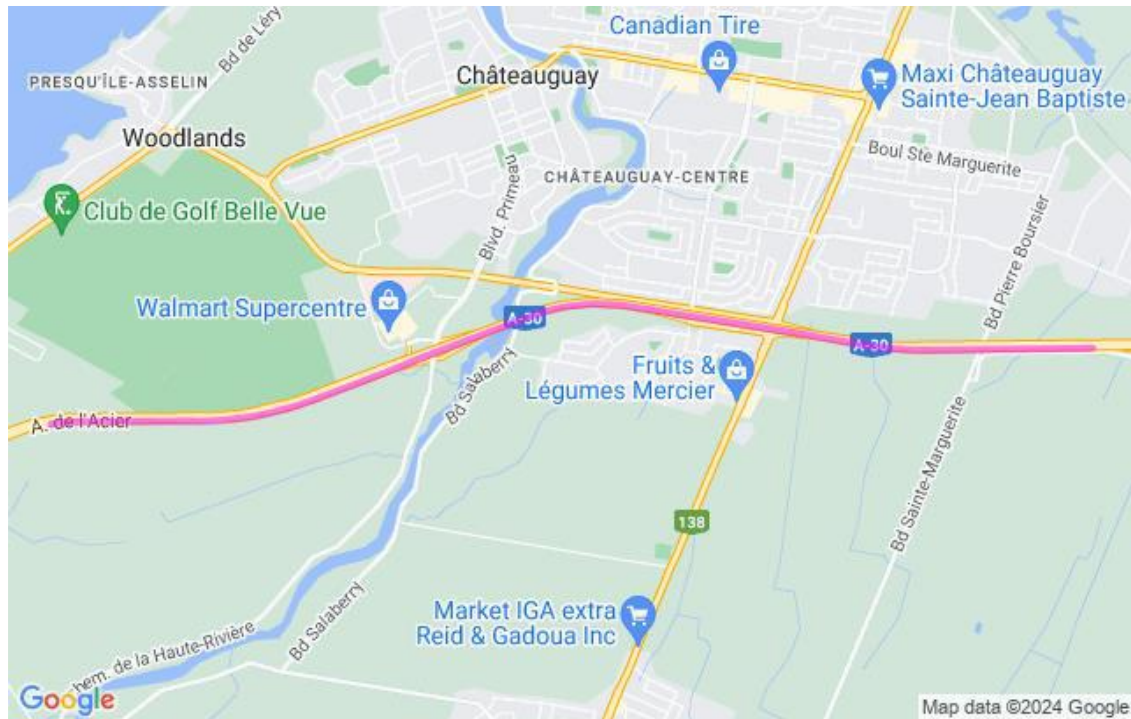 Canadian Tire
Bd de Léry
PRESQU'ÎLE-ASSELIN
Châteauguay
Maxi Châteauguay
Sainte-Jean Baptiste
Woodlands
Boul Ste Marguerite
CHÂTEAUGUAY-CENTRE
Club de Golf Belle Vue
Blvd. Primeau
Bd Pierre Boursier
Walmart Supercentre
A-30
A-30
Fruits &
Légumes Mercier
Bd Salaberry
A. de l'Acier
Bd Sainte-Marguerite
138
Market IGA extra
Reid & Gadoua Inc
Bd Salaberry
hem. de la Haute-Rivière
Google
Map data ©2024 Google